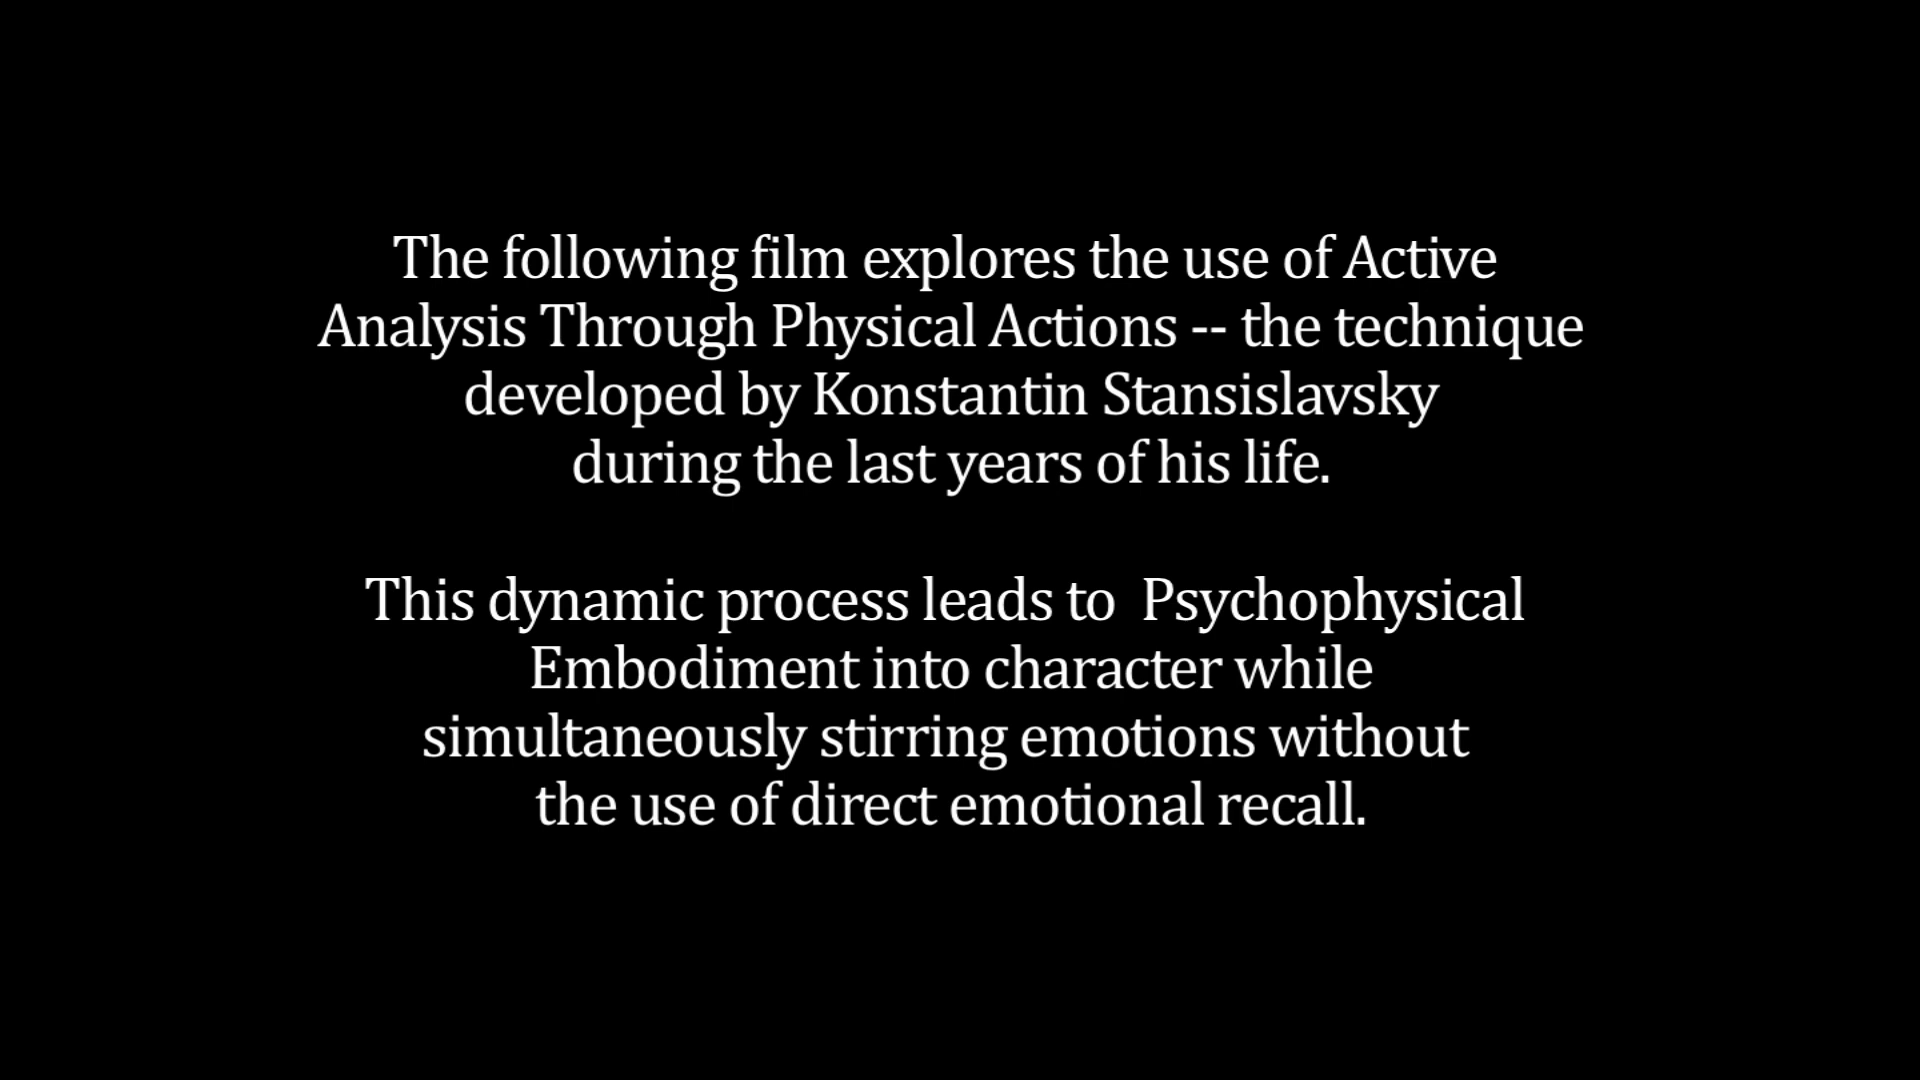 The following film explores the use of Active
Analysis Through Physical Actions -- the technique
developed by Konstantin Stansislavsky
during the last years of his life.
This dynamic process leads to  Psychophysical
Embodiment into character while
simultaneously stirring emotions without
the use of direct emotional recall.